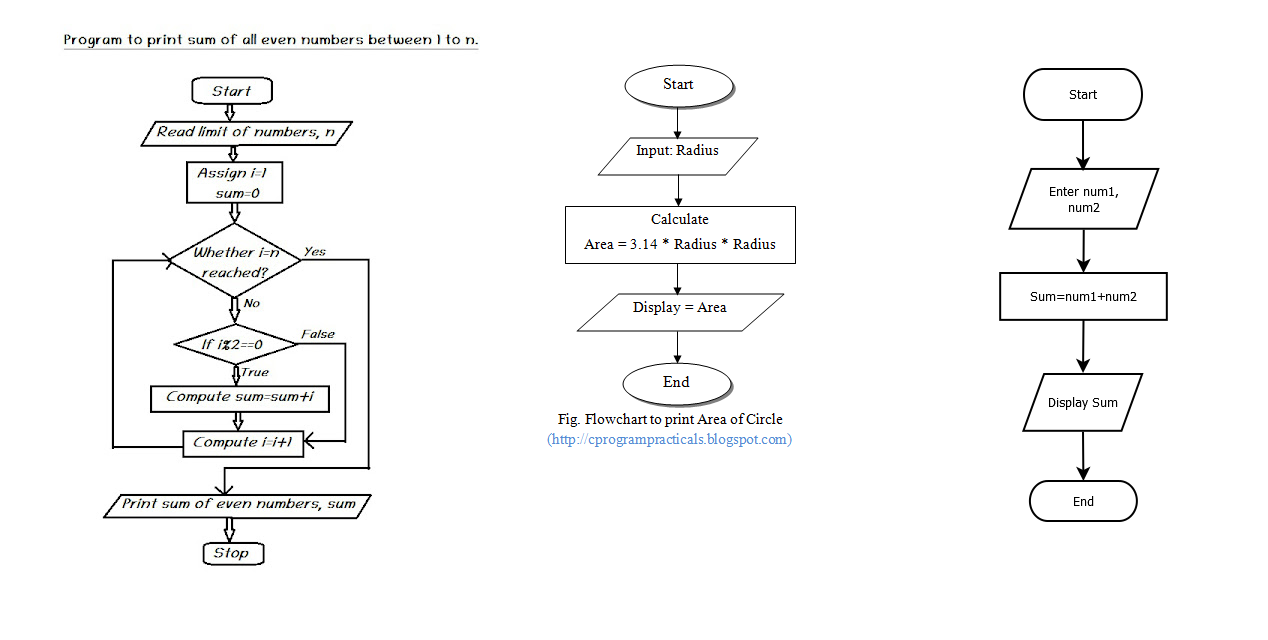 Program to print sum of all even numbers between 1 to n.
Start
Read limit of numbers, n
Assign i=1
sum=0
Whether i=n
reached?
Yes
No
If i%2==0
False
True
Compute sum=sum+i
Compute i=i+1
Print sum of even numbers, sum
Stop
Start
Input: Radius
Calculate
Area = 3.14 * Radius * Radius
Display = Area
End
Fig. Flowchart to print Area of Circle
(http://cprogrampracticals.blogspot.com)
Start
Enter num1,
num2
Sum=num1+num2
Display Sum
End